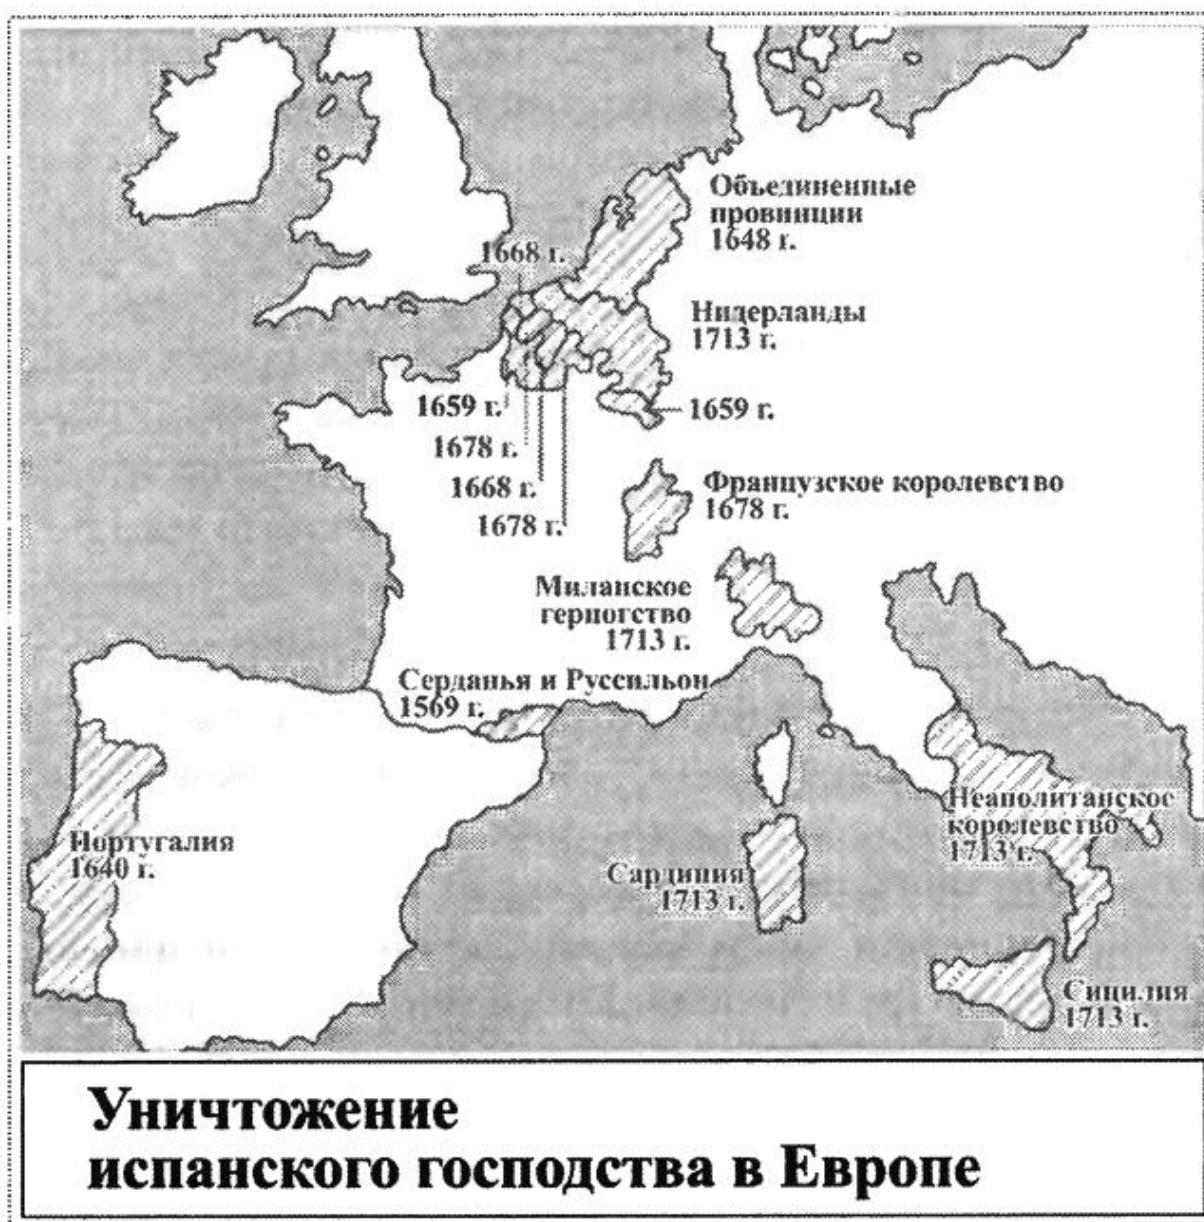 Объединенные
провинции
1648 г.
1668 г.
Нидерланды
1713 г.
1659 г.
1659 г.
1678 г.
1668 г.
1678 г.
Французское королевство
1678 г.
Миланское
герцогство
1713 г.
Серданья и Руссильон
1569 г.
Португалия
1640 г.
Неаполитанское
королевство
1713 г.
Сардиния
1713 г.
Сицилия
1713 г.
Уничтожение
испанского господства в Европе